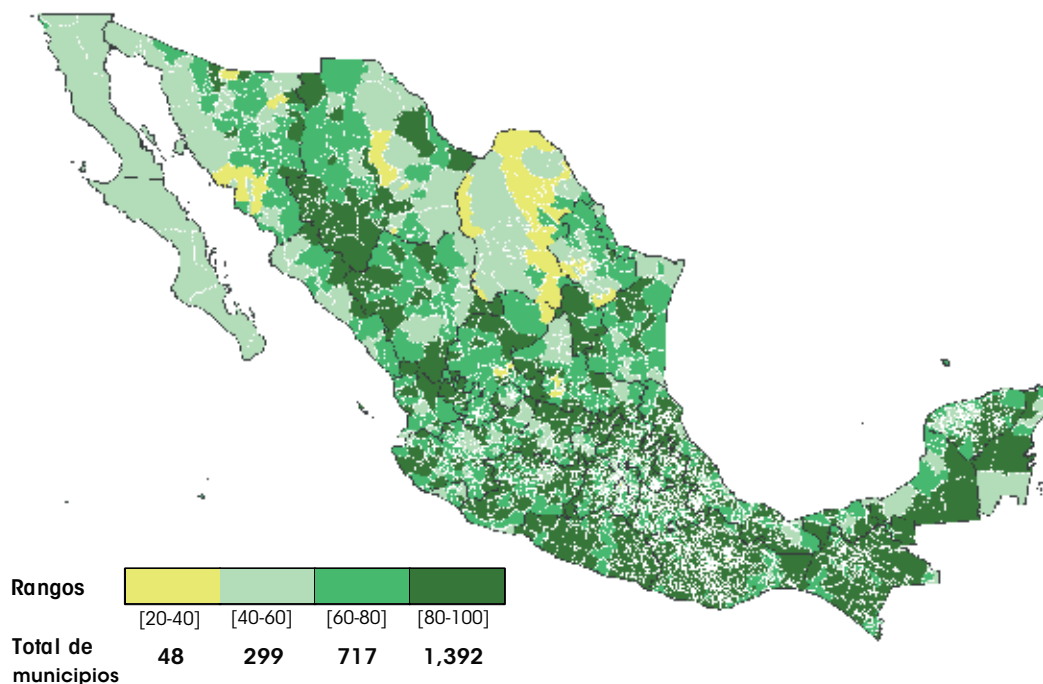 Rangos
[20-40] [40-60] [60-80] [80-100]
Total de
municipios
48 299 717 1,392